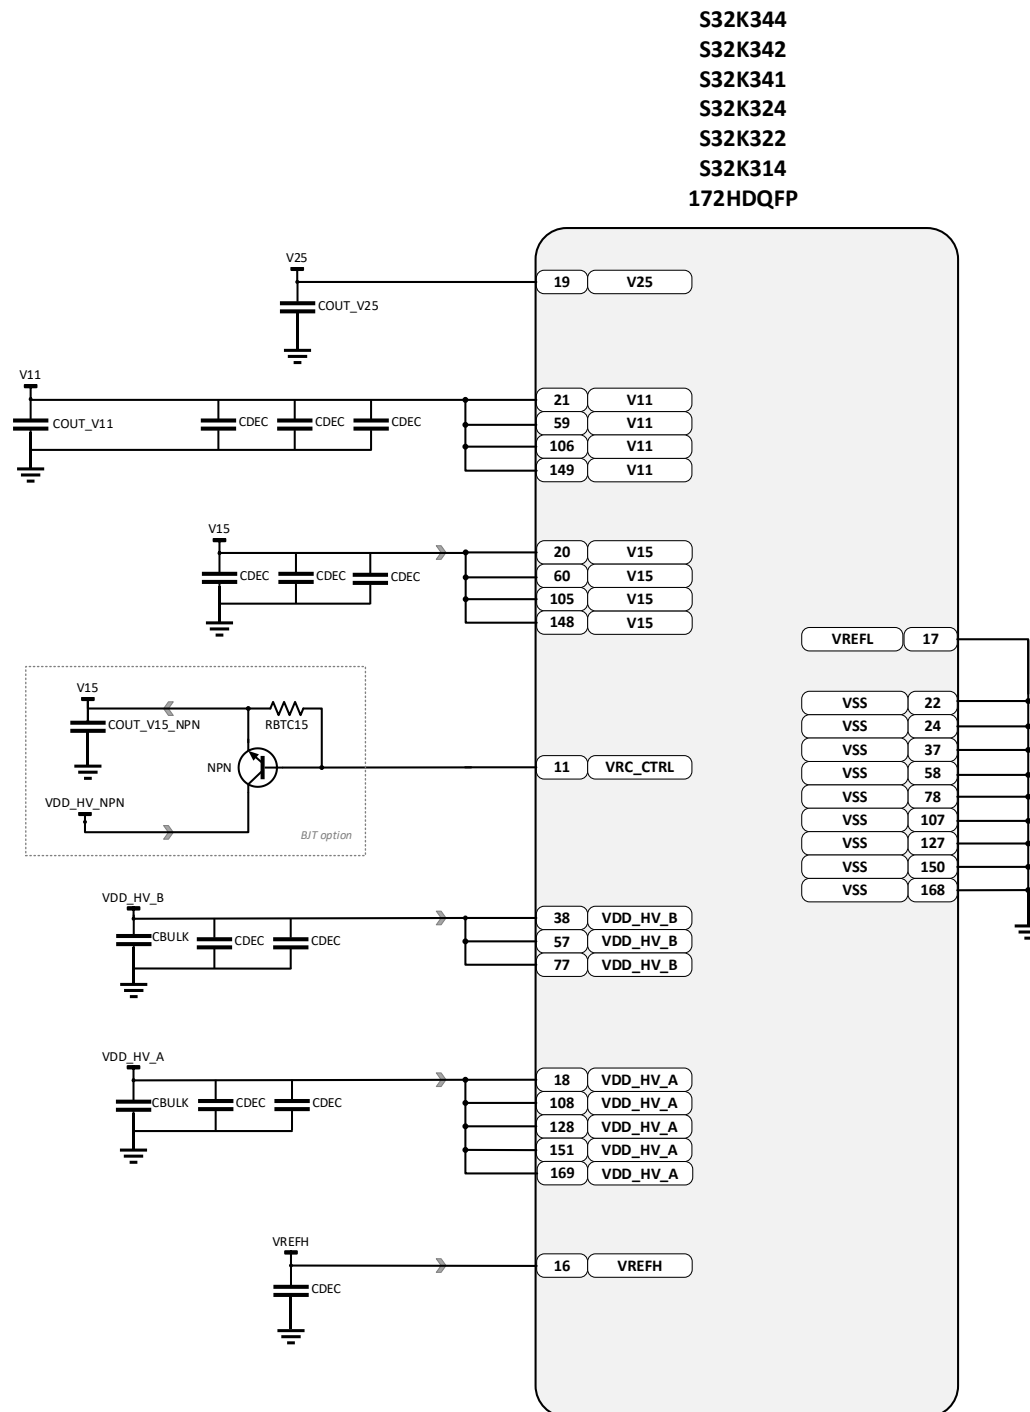 S32K344
S32K342
S32K341
S32K324
S32K322
S32K314
172HDQFP
V25
19 V25
COUT_V25
V11
21 V11
COUT_V11 CDEC CDEC CDEC
59 V11
106 V11
149 V11
V15
20 V15
CDEC CDEC CDEC
60 V15
105 V15
148 V15
VREFL 17
V15
COUT_V15_NPN RBTC15
NPN
11 VRC_CTRL
VDD_HV_NPN
BJT option
VSS 22
VSS 24
VSS 37
VSS 58
VSS 78
VSS 107
VSS 127
VSS 150
VSS 168
VDD_HV_B
CBULK CDEC CDEC
38 VDD_HV_B
57 VDD_HV_B
77 VDD_HV_B
VDD_HV_A
CBULK CDEC CDEC
18 VDD_HV_A
108 VDD_HV_A
128 VDD_HV_A
151 VDD_HV_A
169 VDD_HV_A
VREFH
16 VREFH
CDEC